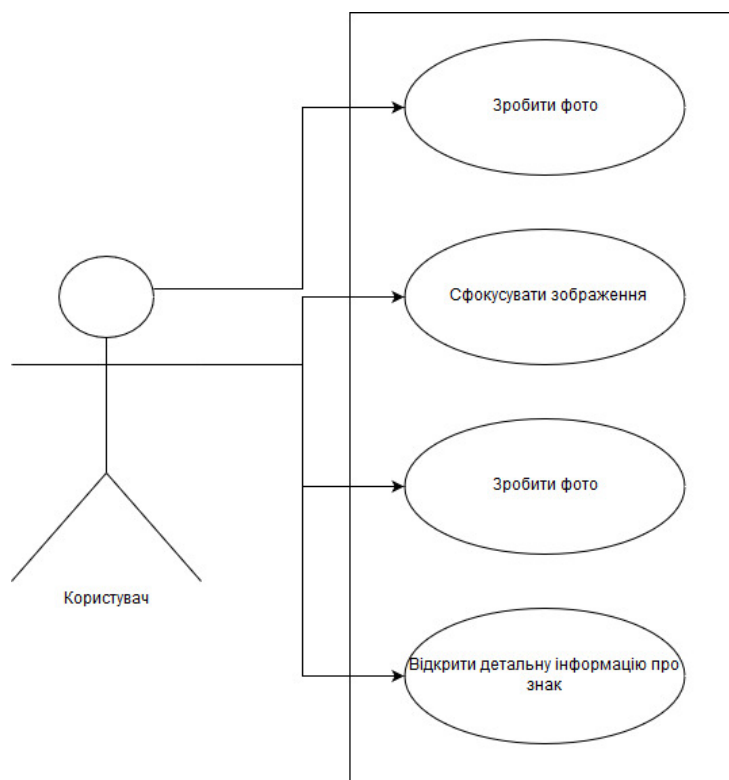 Зробити фото
Сфокусувати зображення
Зробити фото
Відкрити детальну інформацію про
знак
Користувач